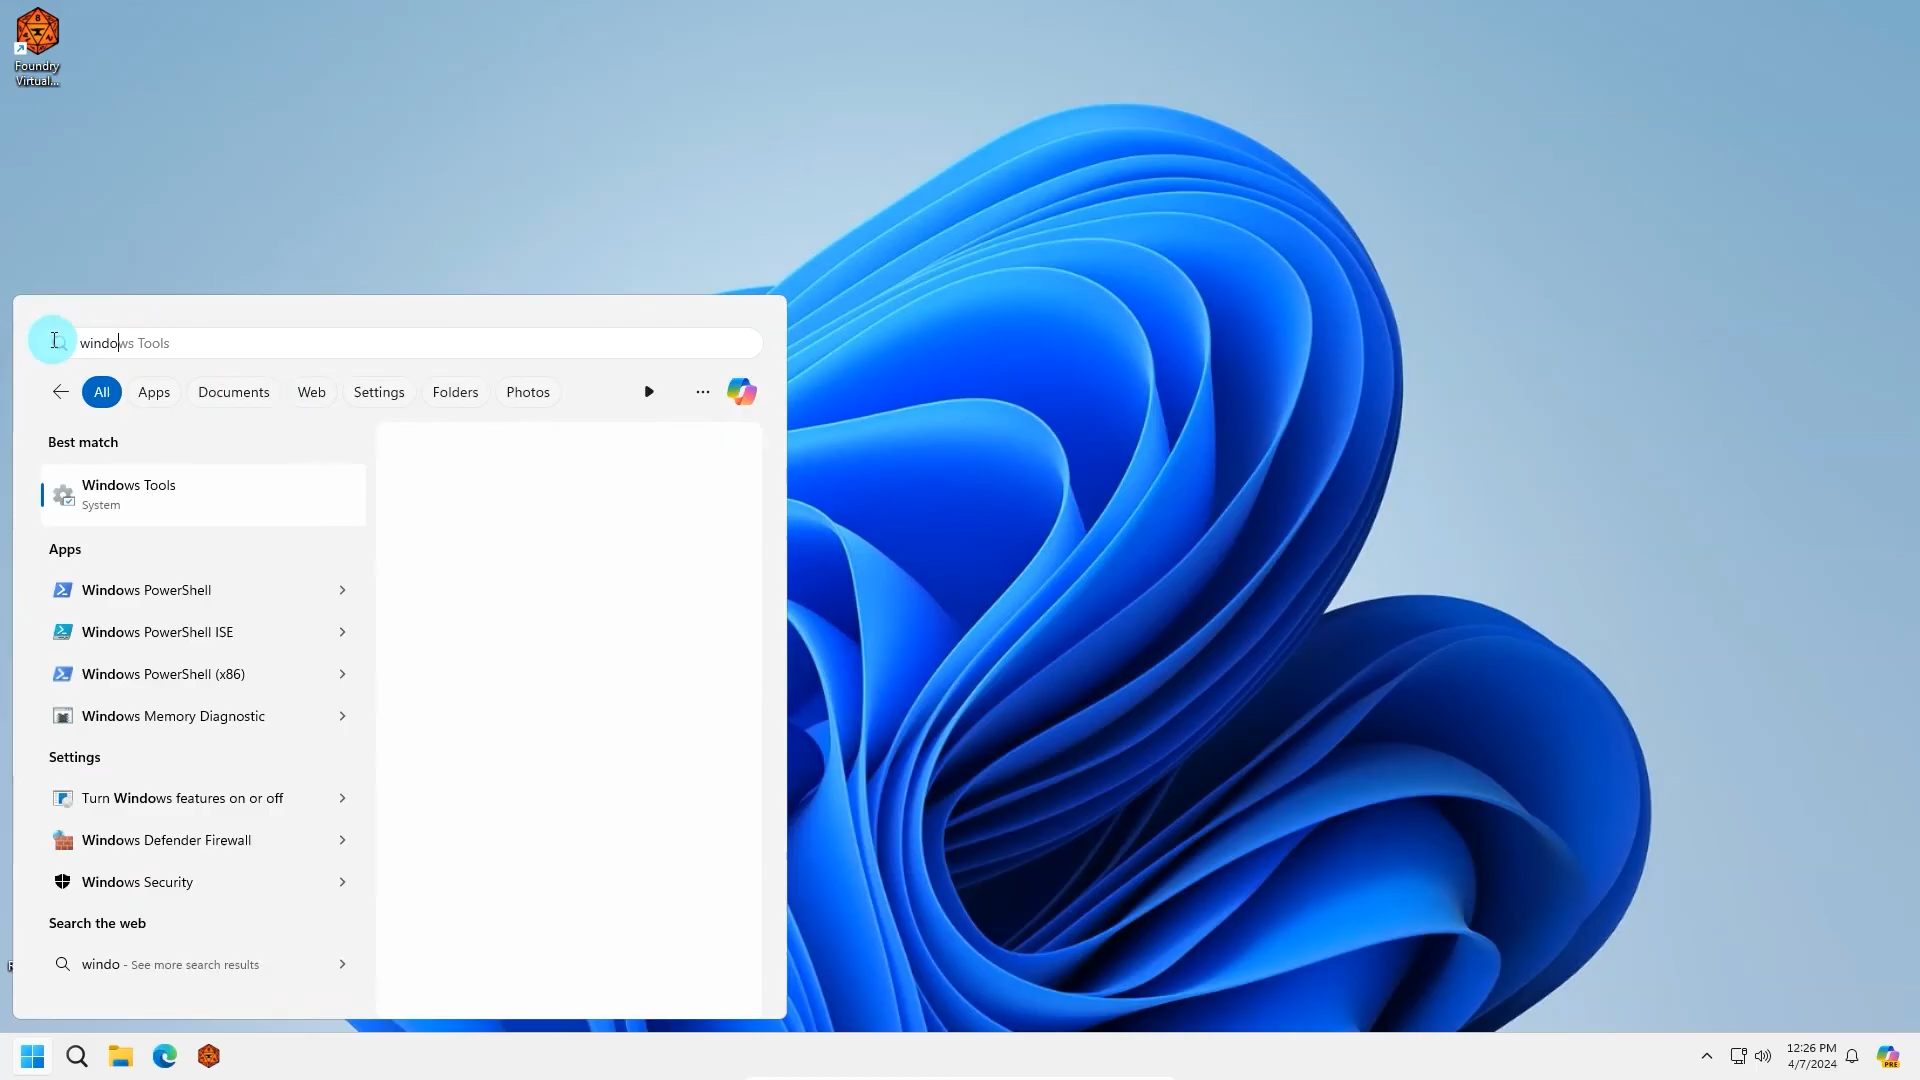 Foundry
Virtual...
windows Tools
All
Apps
Documents
Web
Settings
Folders
Photos
Best match
Windows Tools
System
Apps
Windows PowerShell
Windows PowerShell ISE
Windows PowerShell (x86)
Windows Memory Diagnostic
Settings
Turn Windows features on or off
Windows Defender Firewall
Windows Security
Search the web
windo - See more search results
12:26 PM
4/7/2024
PRE